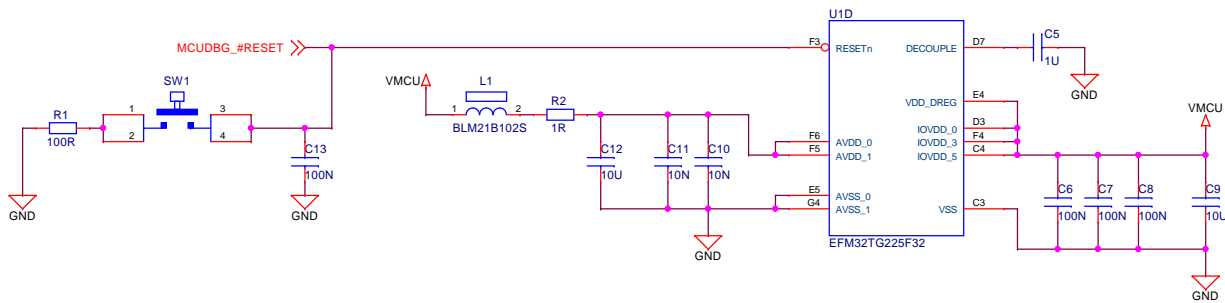 U1D
MCUDBG_#RESET
F3
RESETn
DECOUPLE
D7
C5
1U
GND
SW1
VMCU
L1
1
2
BLM21B102S
R2
1R
R1
100R
1
2
3
4
C13
100N
GND
GND
C12
10U
C11
10N
C10
10N
GND
F6
AVDD_0
F5
AVDD_1
E5
AVSS_0
G4
AVSS_1
VDD_DREG
E4
IOVDD_0
D3
IOVDD_3
F4
IOVDD_5
C4
VSS
C3
EFM32TG225F32
VMCU
C6
100N
C7
100N
C8
100N
C9
10U
GND